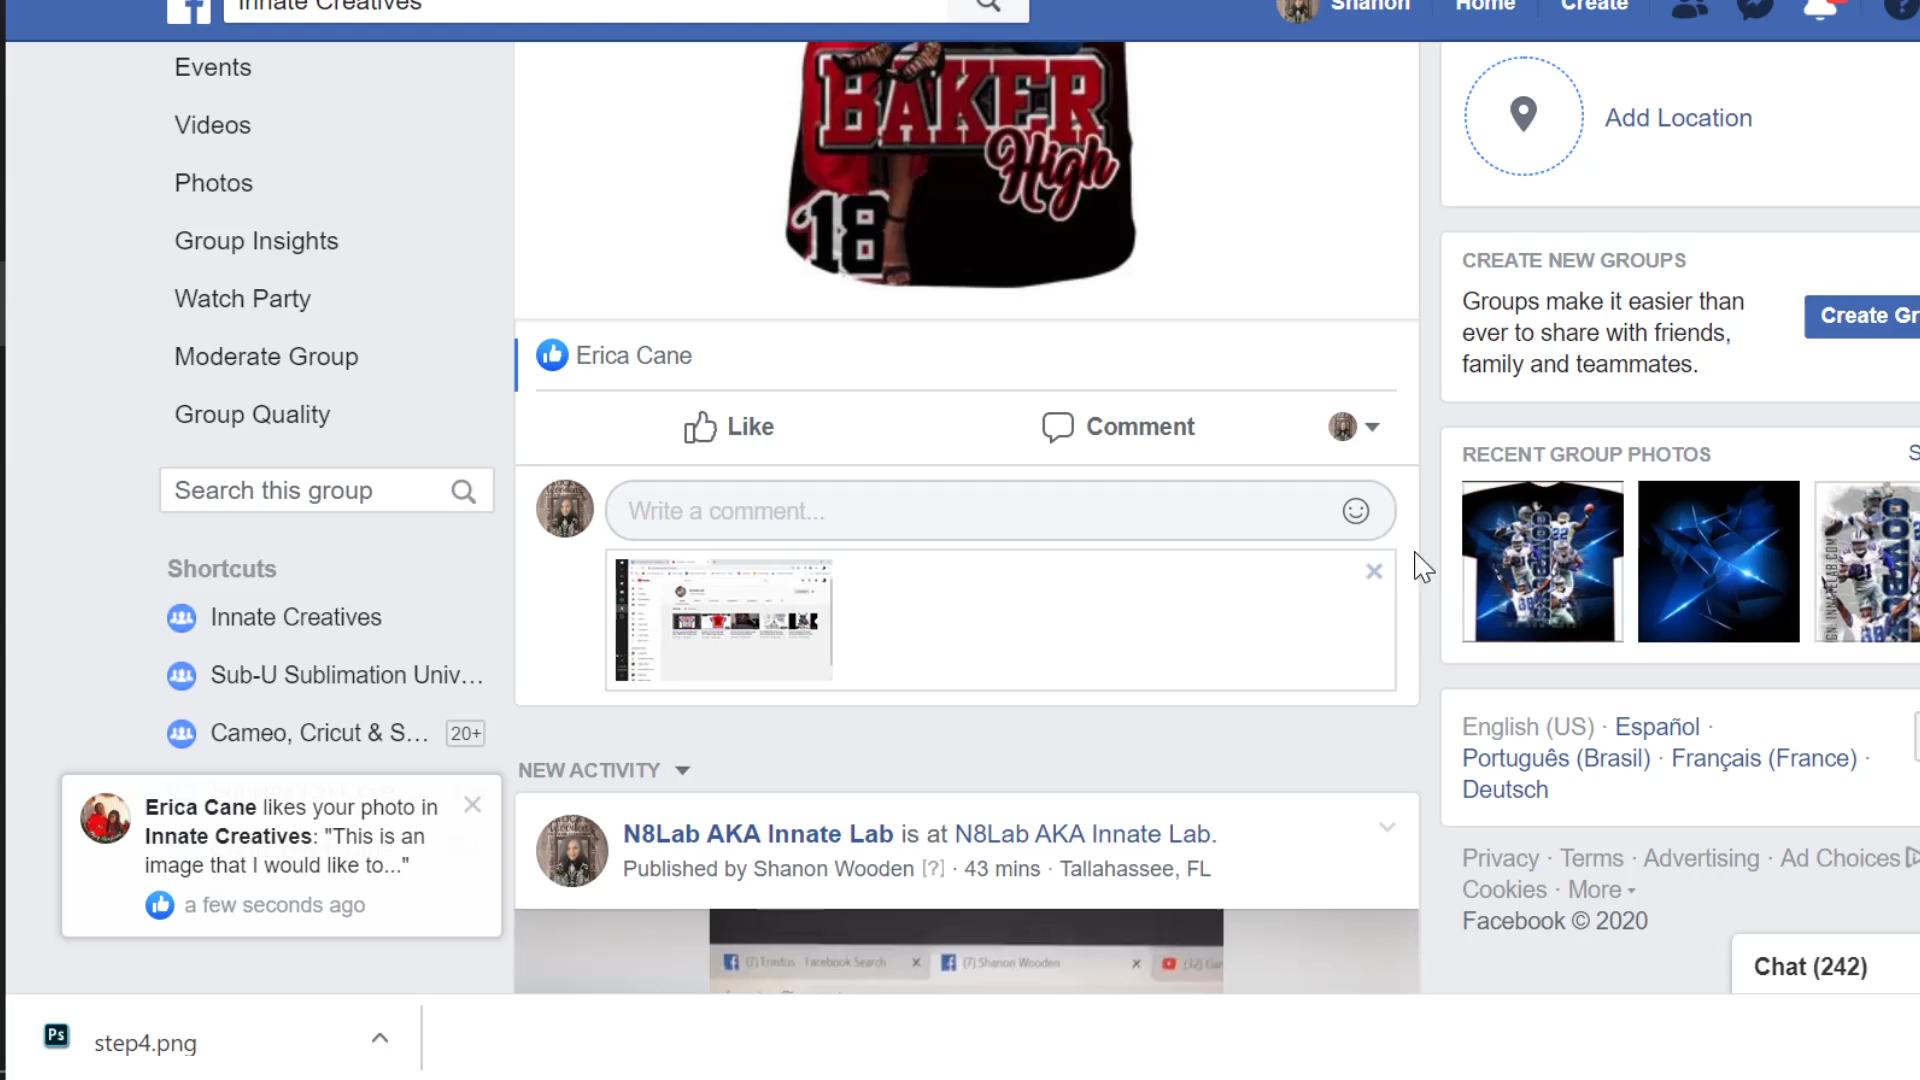 Innate Creatives
Shanon
Home
Create
Events
Videos
Photos
Group Insights
Watch Party
Moderate Group
Group Quality
Search this group
Shortcuts
Innate Creatives
Sub-U Sublimation Univ...
Cameo, Cricut & S...
20+
Erica Cane likes your photo in
Innate Creatives: "This is an
image that I would like to..."
a few seconds ago
BAKER
High
18
Erica Cane
Like
Comment
Write a comment...
NEW ACTIVITY
N8Lab AKA Innate Lab is at N8Lab AKA Innate Lab.
Published by Shanon Wooden [?] · 43 mins · Tallahassee, FL
(7) Shanon Wooden
Facebook Search
Add Location
CREATE NEW GROUPS
Groups make it easier than
ever to share with friends,
family and teammates.
Create Gr
RECENT GROUP PHOTOS
S
English (US) · Español ·
Português (Brasil) · Français (France) ·
Deutsch
Privacy · Terms · Advertising · Ad Choices
Cookies · More
Facebook © 2020
Chat (242)
Ps
step4.png